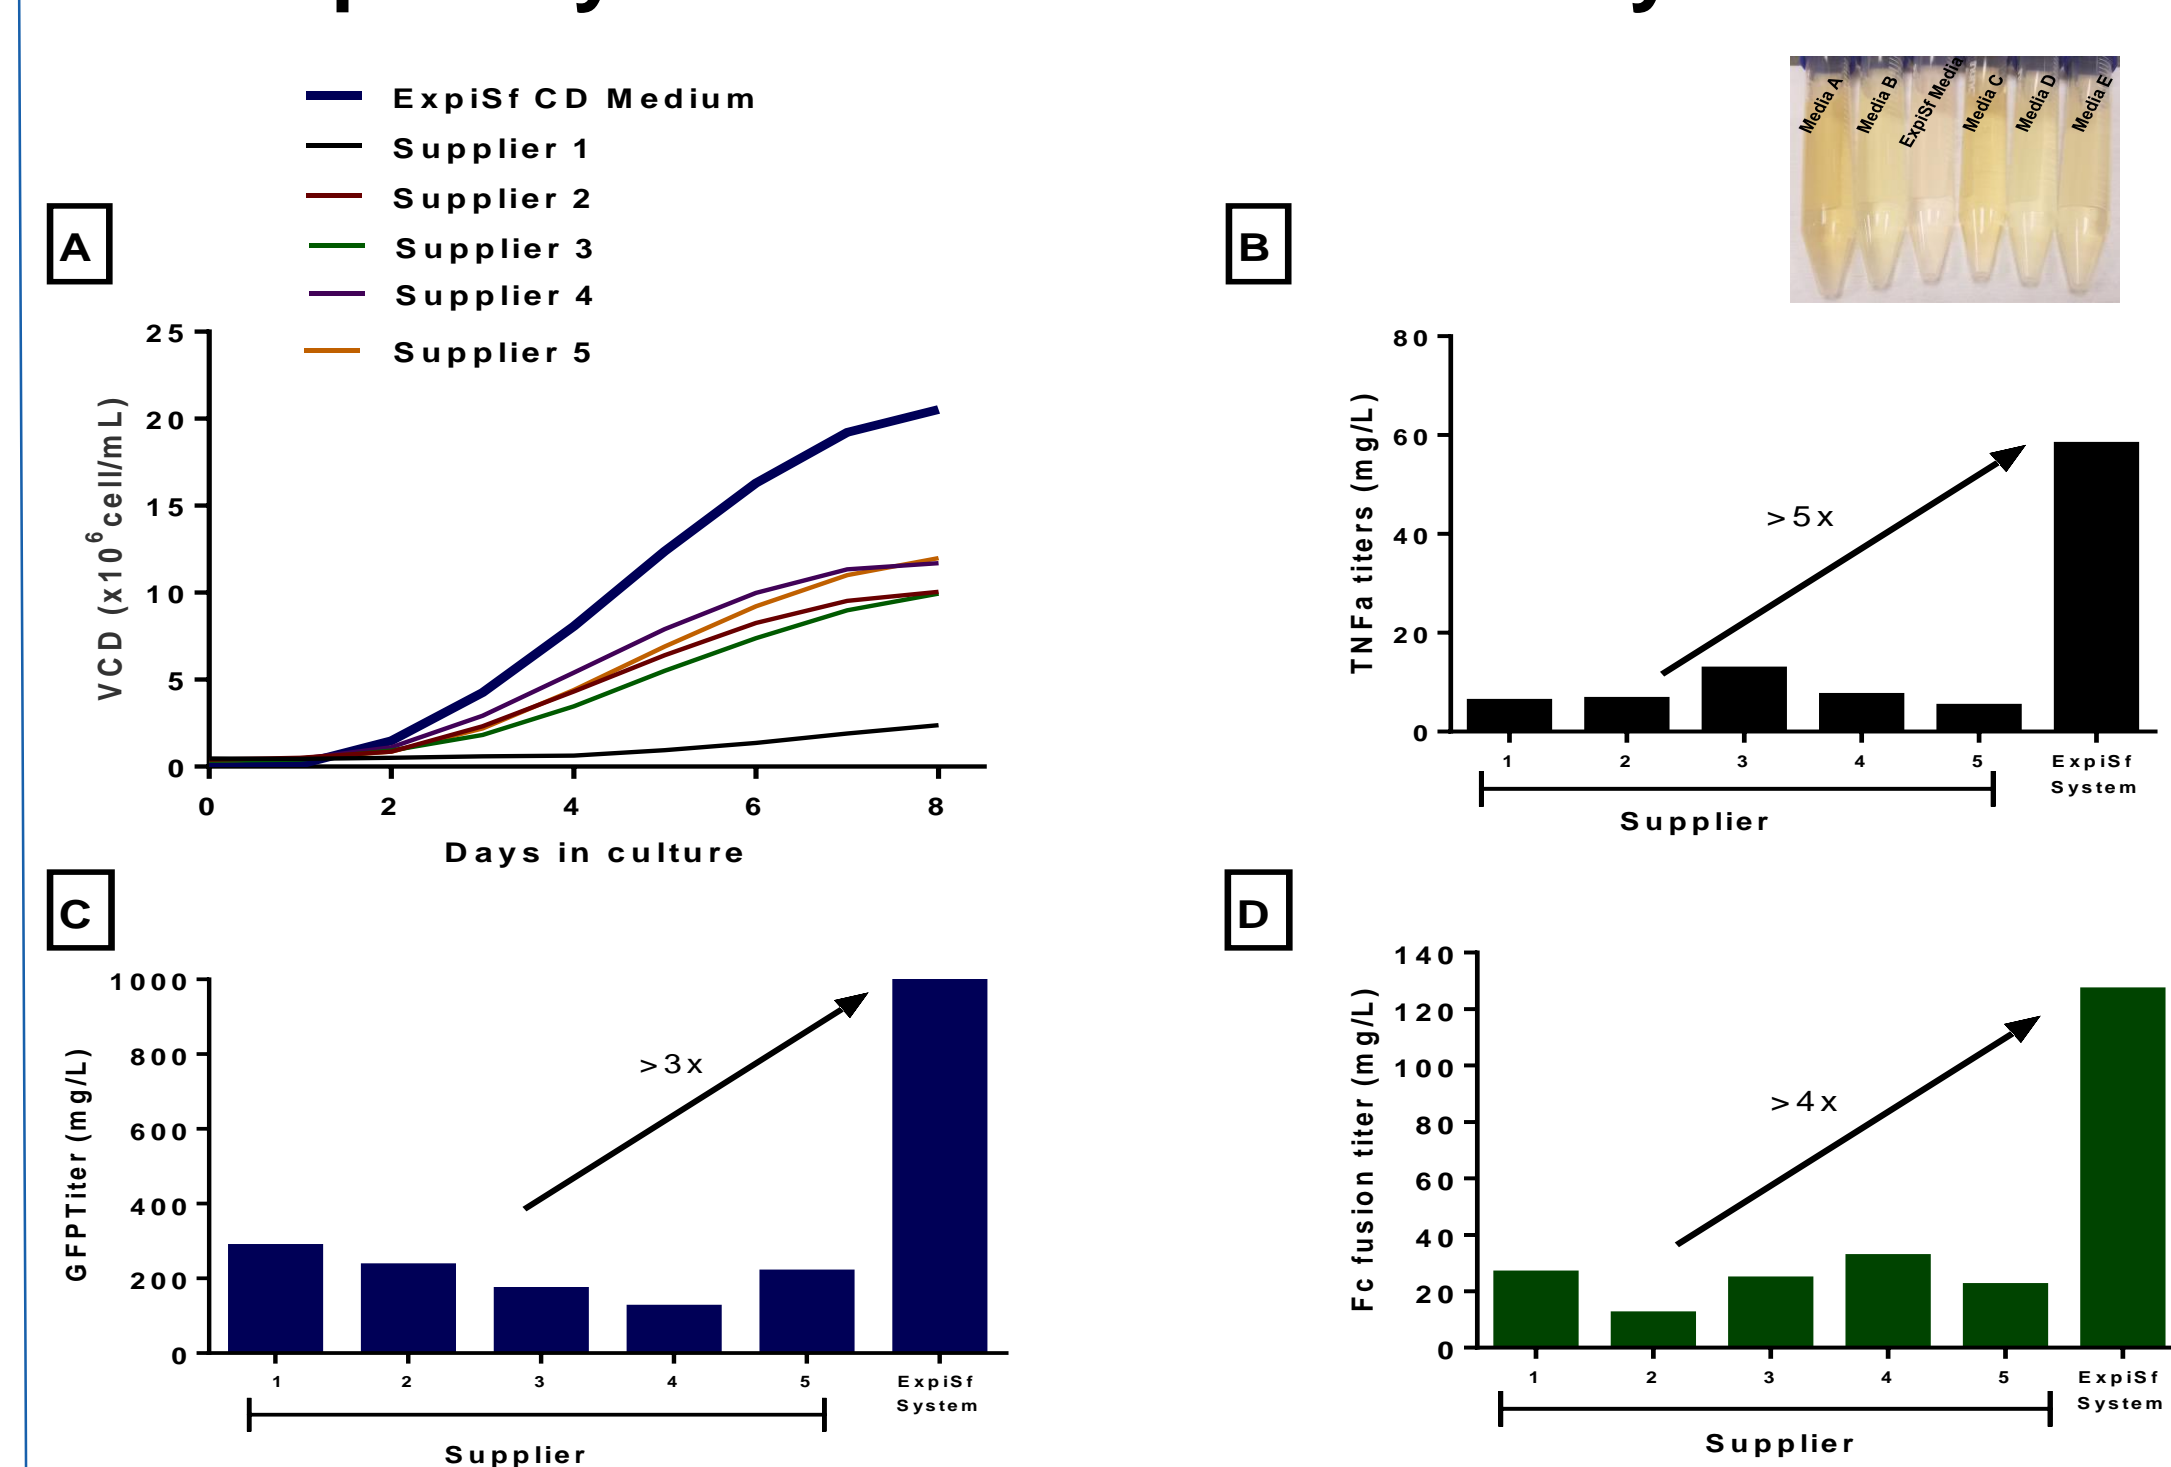 ExpiSf CD Medium
Supplier 1
Supplier 2
Supplier 3
Supplier 4
Supplier 5
A
25
20
15
10
5
0
VCD (x10⁶ cell/mL)
0 2 4 6 8
Days in culture
Media A
Media B
ExpiSf Media
Media C
Media D
Media E
B
80
60
40
20
0
TNFa titers (mg/L)
>5x
1 2 3 4 5 ExpiSf
System
Supplier
C
1000
800
600
400
200
0
GFPTiter (mg/L)
>3x
1 2 3 4 5 ExpiSf
System
Supplier
D
140
120
100
80
60
40
20
0
Fc fusion titer (mg/L)
>4x
1 2 3 4 5 ExpiSf
System
Supplier